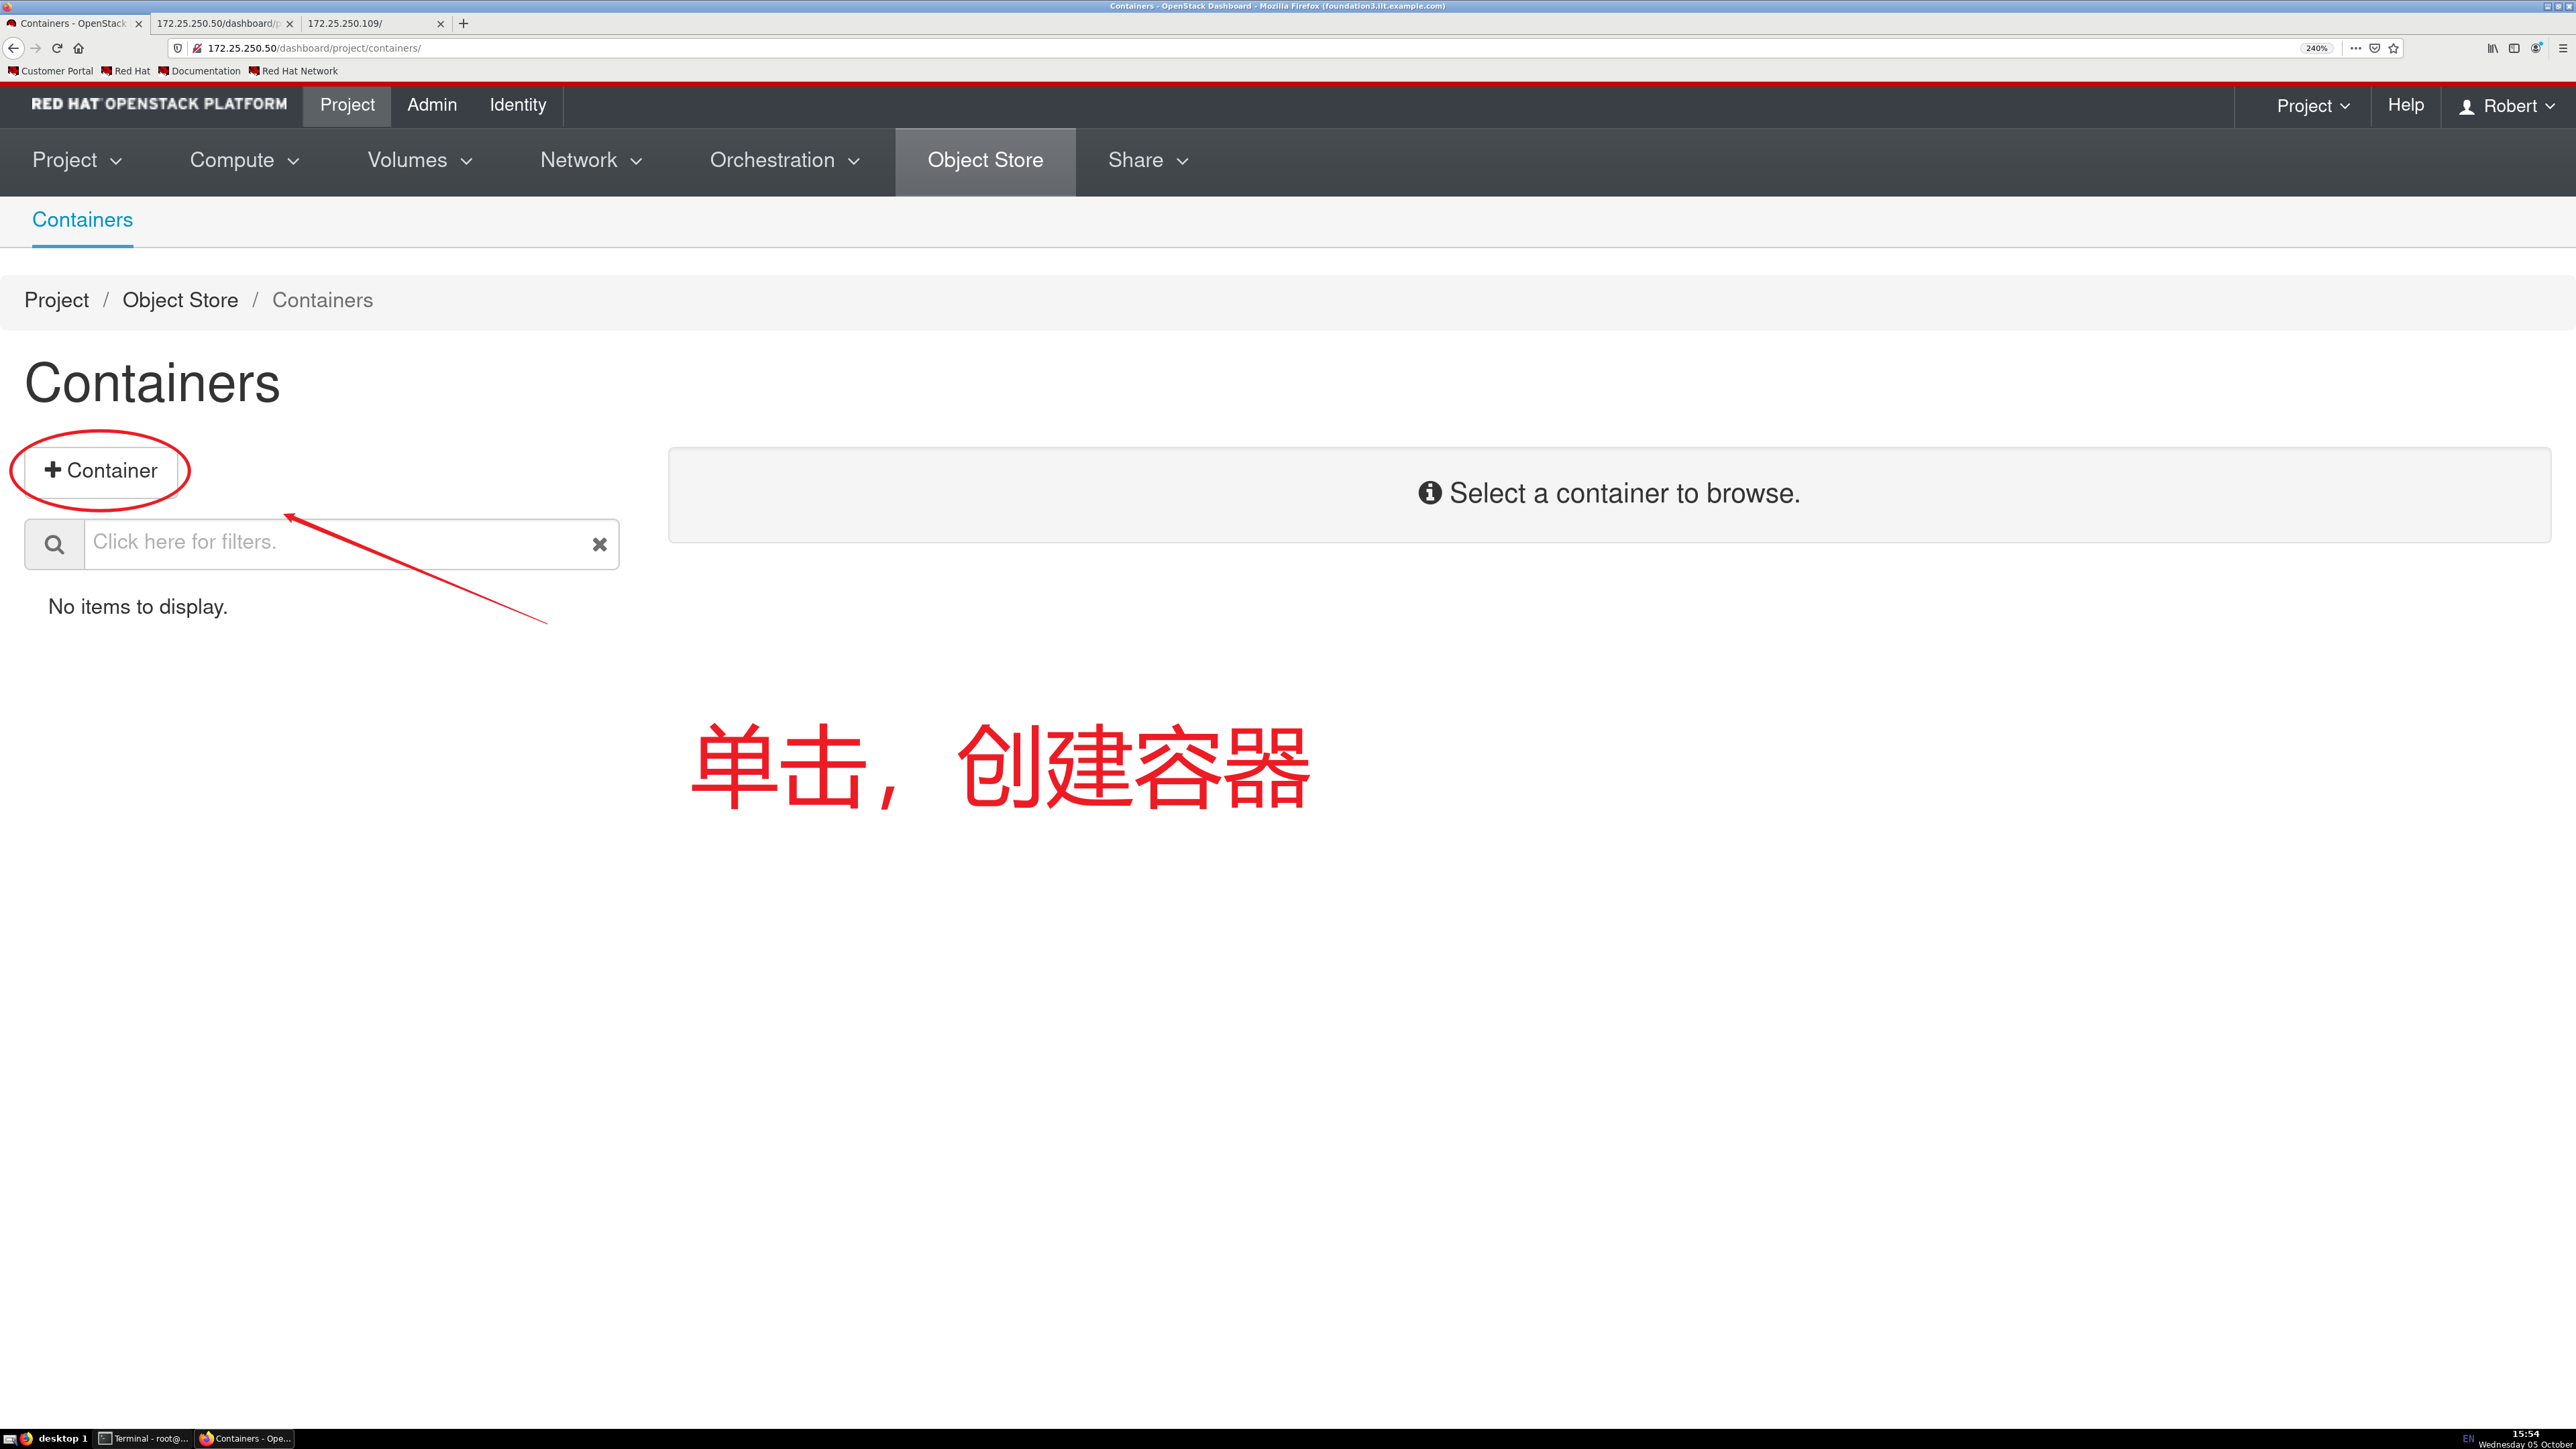 Containers - OpenStack Dashboard - Mozilla Firefox (foundation3.ilt.example.com)
Containers - OpenStack
172.25.250.50/dashboard/p
172.25.250.109/
172.25.250.50/dashboard/project/containers/
240%
Customer Portal
Red Hat
Documentation
Red Hat Network
RED HAT OPENSTACK PLATFORM
Project
Admin
Identity
Project
Help
Robert
Project
Compute
Volumes
Network
Orchestration
Object Store
Share
Containers
Project / Object Store / Containers
Containers
Container
Select a container to browse.
Click here for filters.
No items to display.
单击，创建容器
desktop 1
Terminal - root@...
Containers - Ope...
EN
15:54
Wednesday 05 October